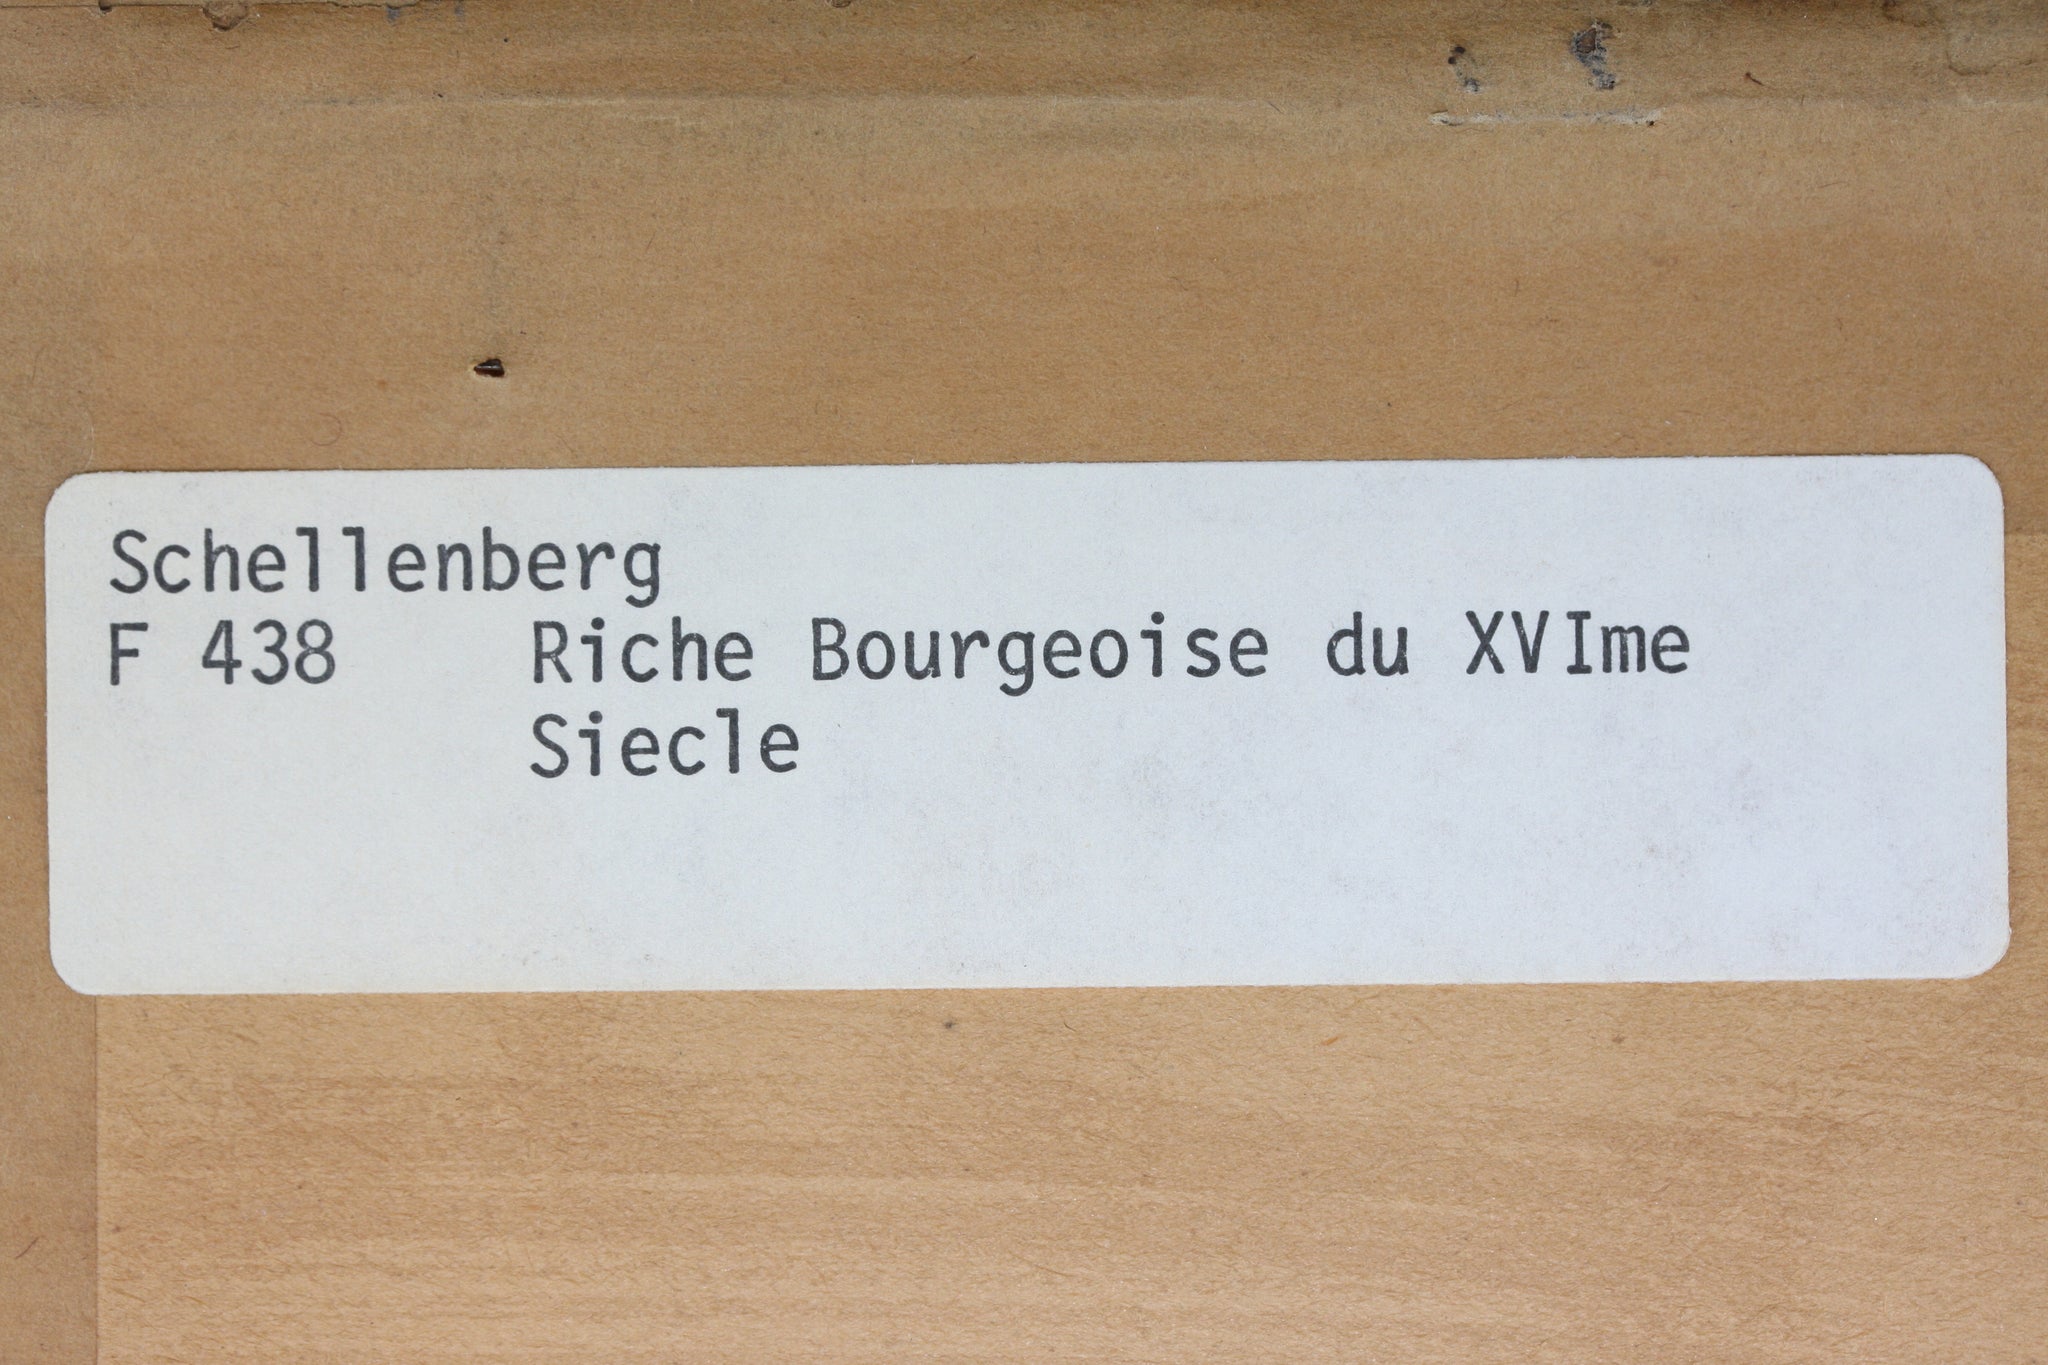 Schellenberg
F 438 Riche Bourgeoise du XVIme
Siecle